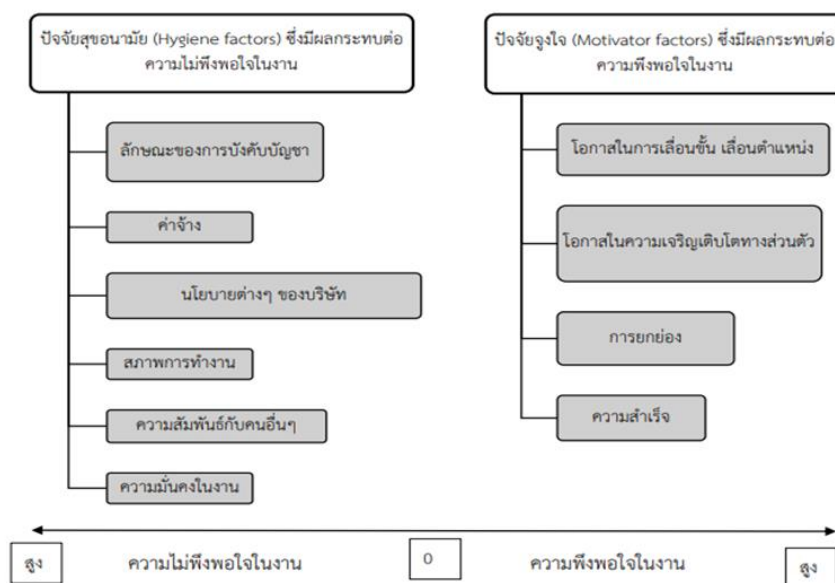 ปัจจัยสุขอนามัย (Hygiene factors) ซึ่งมีผลกระทบต่อ
ความไม่พึงพอใจในงาน
ลักษณะของการบังคับบัญชา
ค่าจ้าง
นโยบายต่างๆ ของบริษัท
สภาพการทำงาน
ความสัมพันธ์กับคนอื่นๆ
ความมั่นคงในงาน
ปัจจัยจูงใจ (Motivator factors) ซึ่งมีผลกระทบต่อ
ความพึงพอใจในงาน
โอกาสในการเลื่อนขั้น เลื่อนตำแหน่ง
โอกาสในความเจริญเติบโตทางส่วนตัว
การยกย่อง
ความสำเร็จ
สูง ความไม่พึงพอใจในงาน 0 ความพึงพอใจในงาน สูง